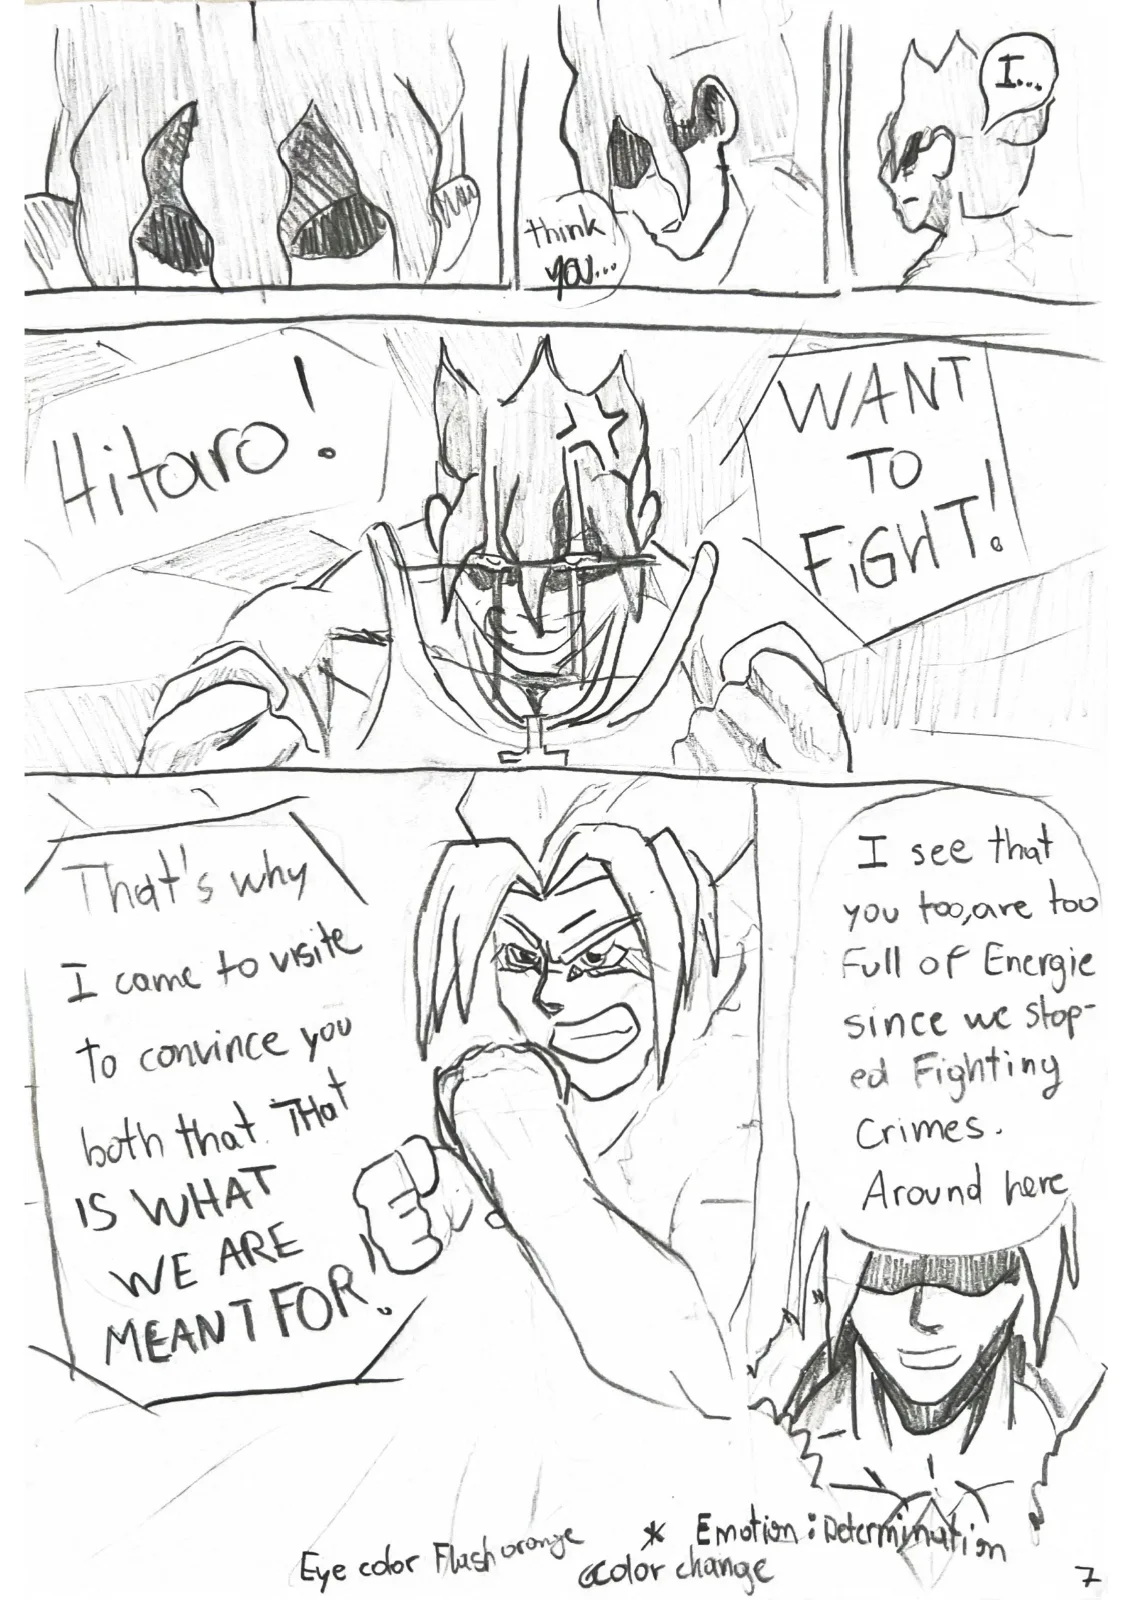 think
you...
I...
Hitaro!
WANT
TO
FiGHT!
That's why
I came to visite
to convince you
both that. THat
IS WHAT
WE ARE
MEANT FOR!
I see that
you too,are too
Full of Energie
since we stop-
ed Fighting
Crimes.
Around here
Eye color Flash orange
* Emotion : Determination
color change
7